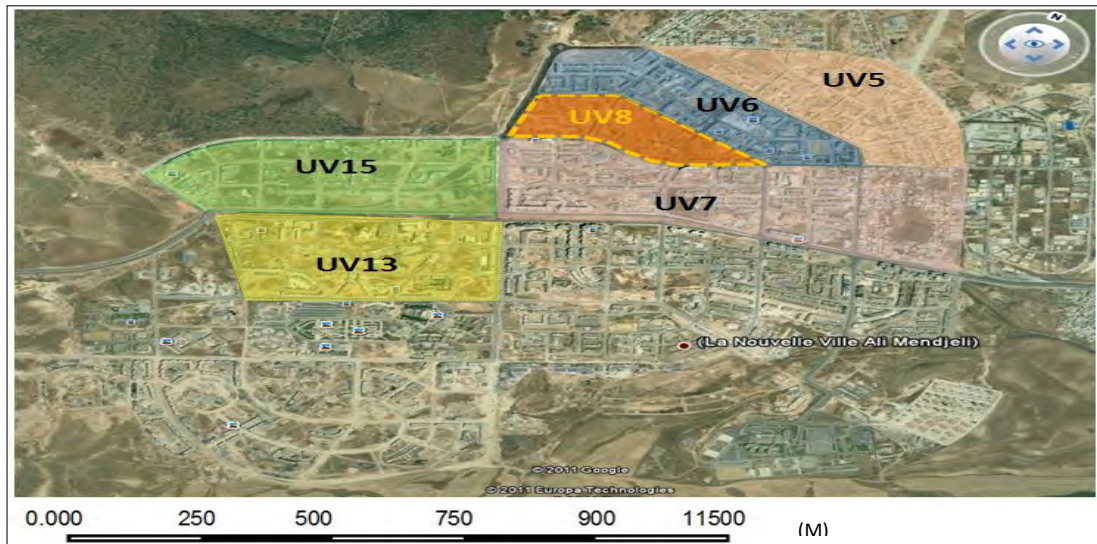 N
UV5
UV6
UV8
UV15
UV7
UV13
(La Nouvelle Ville Ali Mendjeli)
© 2011 Google
© 2011 Europa Technologies
0.000 250 500 750 900 11500 (M)